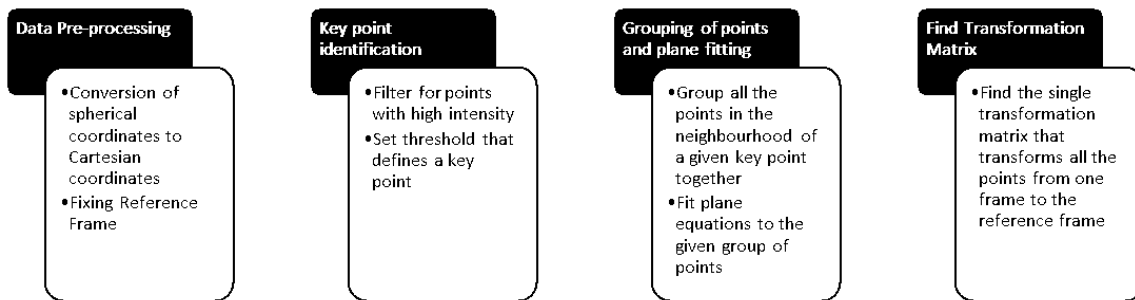 Data Pre-processing
•Conversion of
spherical
coordinates to
Cartesian
coordinates
•Fixing Reference
Frame
Key point
identification
•Filter for points
with high intensity
•Set threshold that
defines a key
point
Grouping of points
and plane fitting
•Group all the
points in the
neighbourhood of
a given key point
together
•Fit plane
equations to the
given group of
points
Find Transformation
Matrix
•Find the single
transformation
matrix that
transforms all the
points from one
frame to the
reference frame